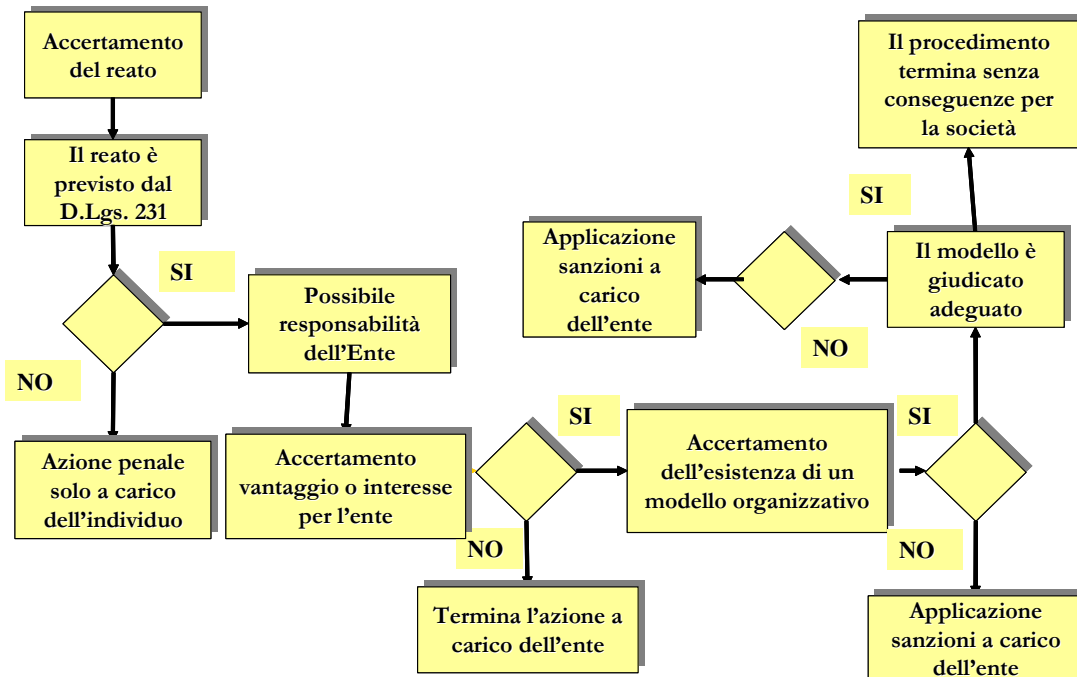 Accertamento
del reato
Il reato è
previsto dal
D.Lgs. 231
SI
NO
Azione penale
solo a carico
dell'individuo
Possibile
responsabilità
dell'Ente
Accertamento
vantaggio o interesse
per l'ente
SI
NO
Termina l'azione a
carico dell'ente
Accertamento
dell'esistenza di un
modello organizzativo
SI
NO
Applicazione
sanzioni a carico
dell'ente
Il modello è
giudicato
adeguato
SI
NO
Il procedimento
termina senza
conseguenze per
la società
Applicazione
sanzioni a
carico
dell'ente